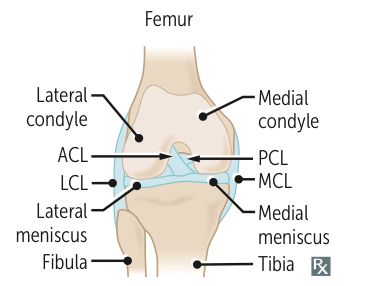 Femur
Lateral
condyle
ACL
LCL
Lateral
meniscus
Fibula
Medial
condyle
PCL
MCL
Medial
meniscus
Tibia
Rx